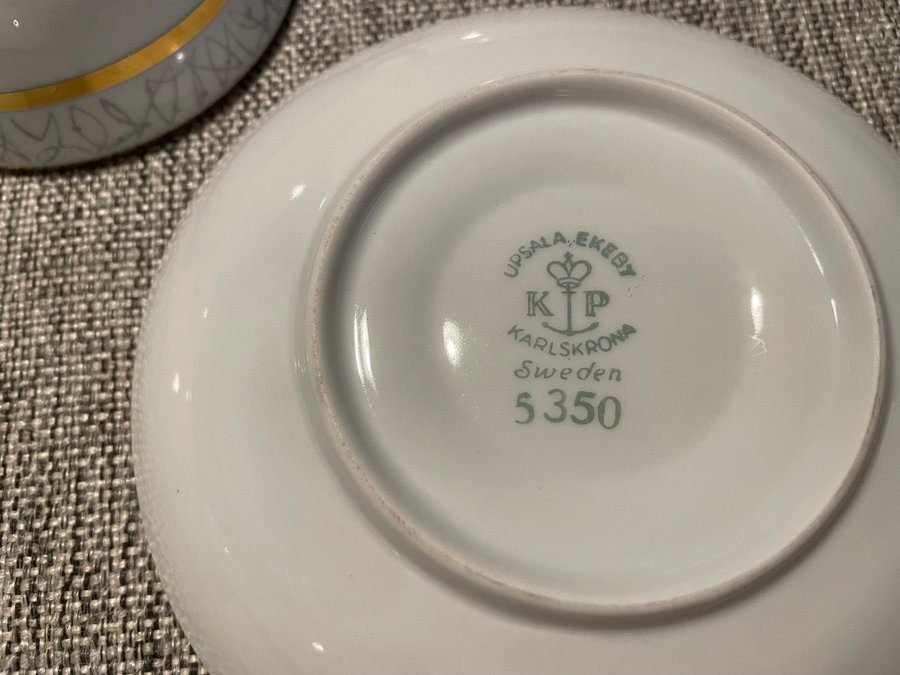 UPSALA-EKEBY
K P
KARLSKRONA
Sweden
5350